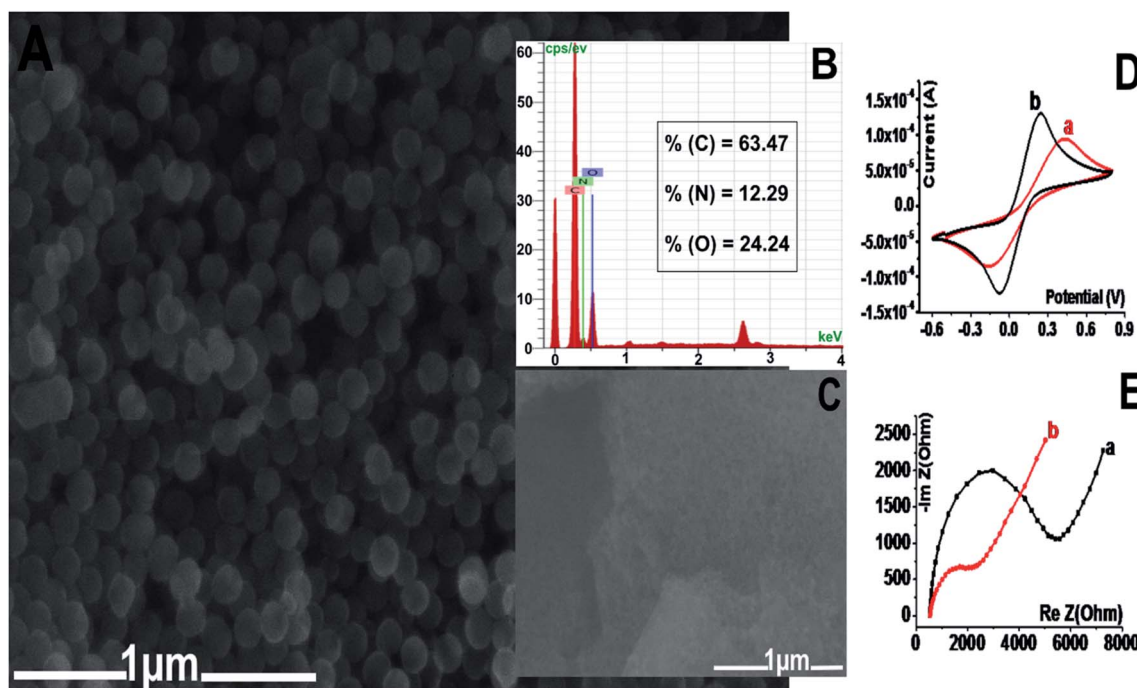 A
1µm
B
cps/ev
60
50
40
30
20
10
0
C
N
O
% (C) = 63.47
% (N) = 12.29
% (O) = 24.24
keV
0 1 2 3 4
C
1µm
D
Current (A)
1.5x10⁻⁴
1.0x10⁻⁴
5.0x10⁻⁵
0.0
-5.0x10⁻⁵
-1.0x10⁻⁴
-1.5x10⁻⁴
b
a
Potential (V)
-0.6 -0.3 0.0 0.3 0.6 0.9
E
-Im Z(Ohm)
2500
2000
1500
1000
500
0
b
a
Re Z(Ohm)
0 2000 4000 6000 8000